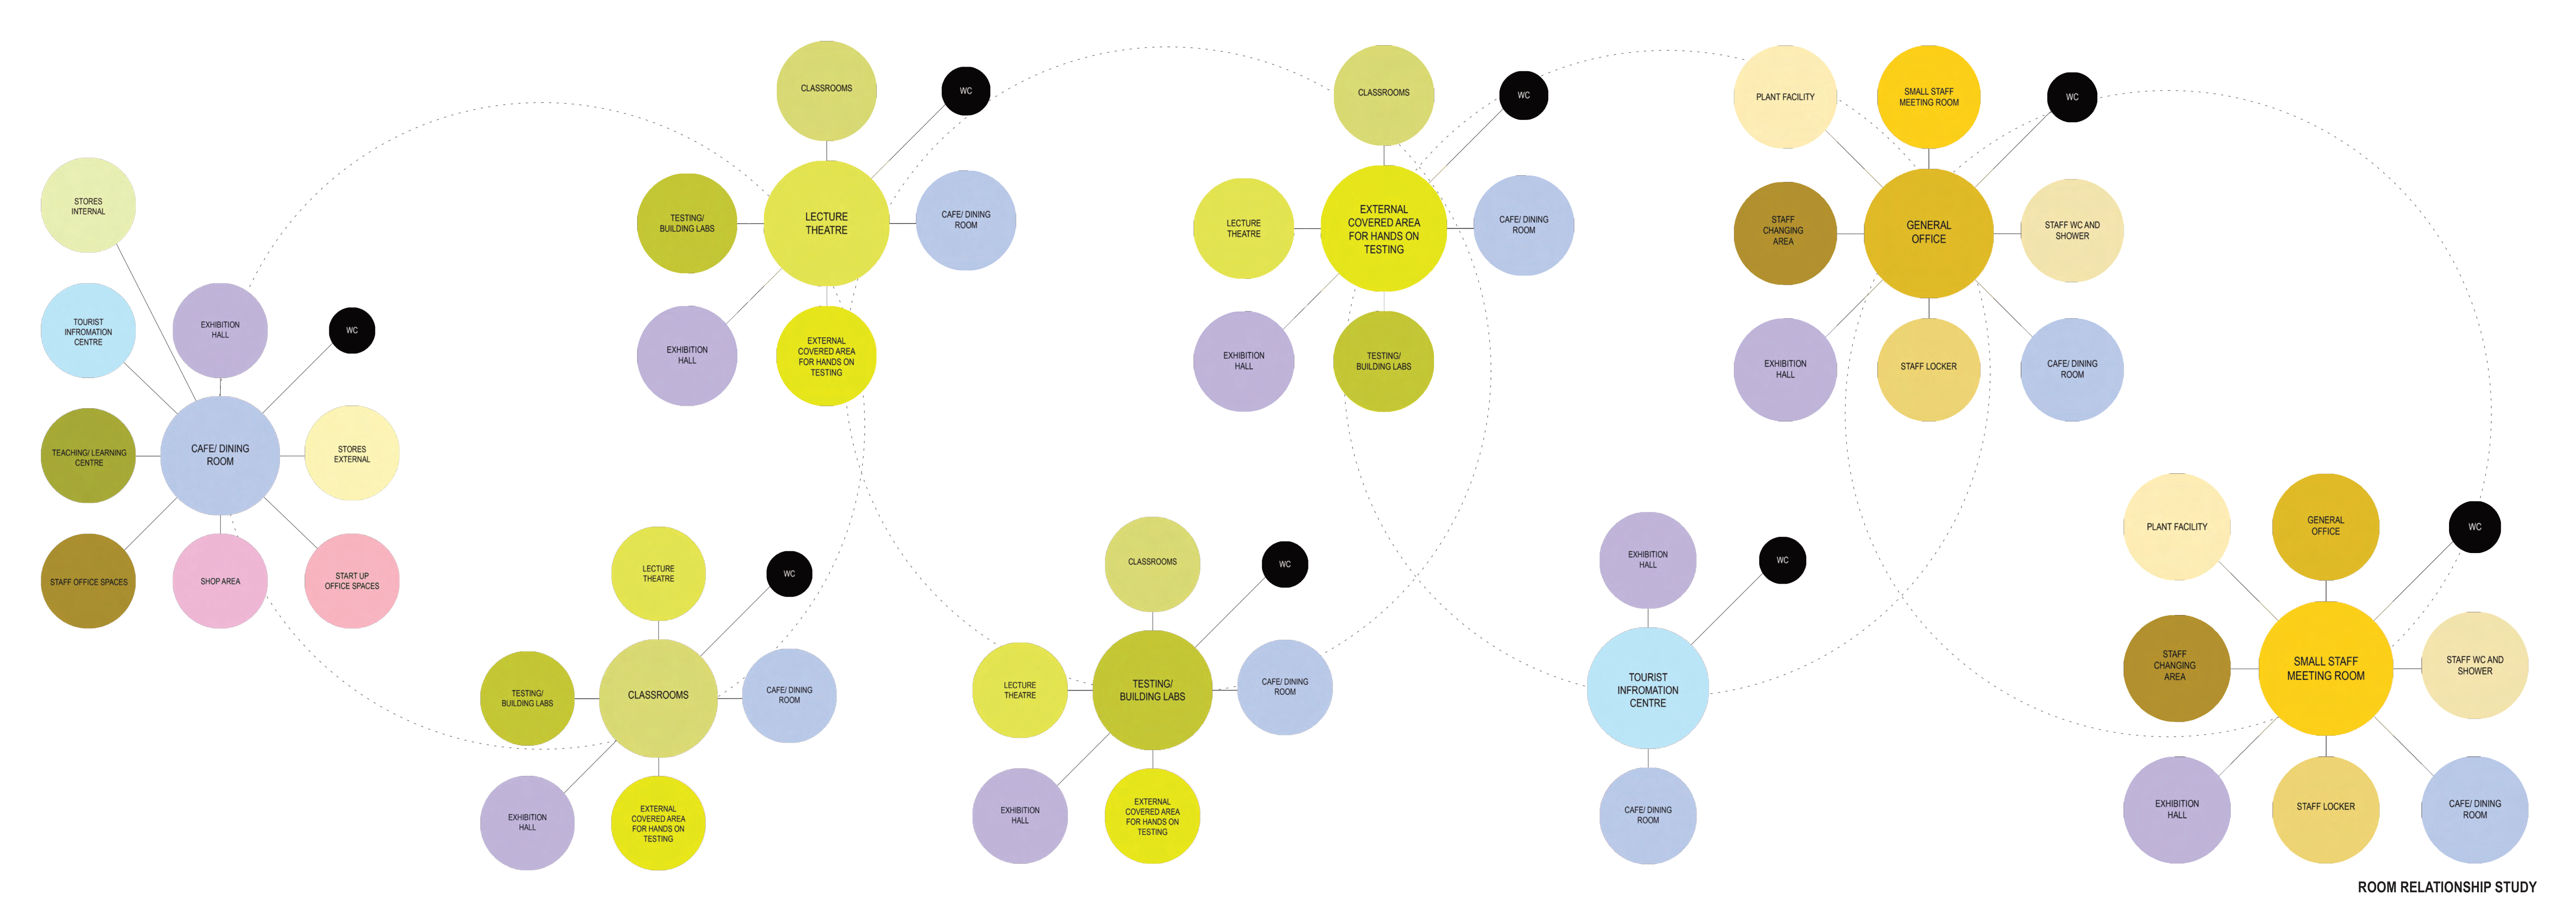 STORES
INTERNAL
TOURIST
INFROMATION
CENTRE
EXHIBITION
HALL
WC
TEACHING/ LEARNING
CENTRE
CAFE/ DINING
ROOM
STORES
EXTERNAL
STAFF OFFICE SPACES
SHOP AREA
START UP
OFFICE SPACES
CLASSROOMS
WC
TESTING/
BUILDING LABS
LECTURE
THEATRE
CAFE/ DINING
ROOM
EXHIBITION
HALL
EXTERNAL
COVERED AREA
FOR HANDS ON
TESTING
LECTURE
THEATRE
WC
TESTING/
BUILDING LABS
CLASSROOMS
CAFE/ DINING
ROOM
EXHIBITION
HALL
EXTERNAL
COVERED AREA
FOR HANDS ON
TESTING
CLASSROOMS
WC
LECTURE
THEATRE
EXTERNAL
COVERED AREA
FOR HANDS ON
TESTING
CAFE/ DINING
ROOM
EXHIBITION
HALL
TESTING/
BUILDING LABS
CLASSROOMS
WC
LECTURE
THEATRE
TESTING/
BUILDING LABS
CAFE/ DINING
ROOM
EXHIBITION
HALL
EXTERNAL
COVERED AREA
FOR HANDS ON
TESTING
EXHIBITION
HALL
WC
TOURIST
INFROMATION
CENTRE
CAFE/ DINING
ROOM
PLANT FACILITY
SMALL STAFF
MEETING ROOM
WC
STAFF
CHANGING
AREA
GENERAL
OFFICE
STAFF WC AND
SHOWER
EXHIBITION
HALL
STAFF LOCKER
CAFE/ DINING
ROOM
PLANT FACILITY
GENERAL
OFFICE
WC
STAFF
CHANGING
AREA
SMALL STAFF
MEETING ROOM
STAFF WC AND
SHOWER
EXHIBITION
HALL
STAFF LOCKER
CAFE/ DINING
ROOM
ROOM RELATIONSHIP STUDY